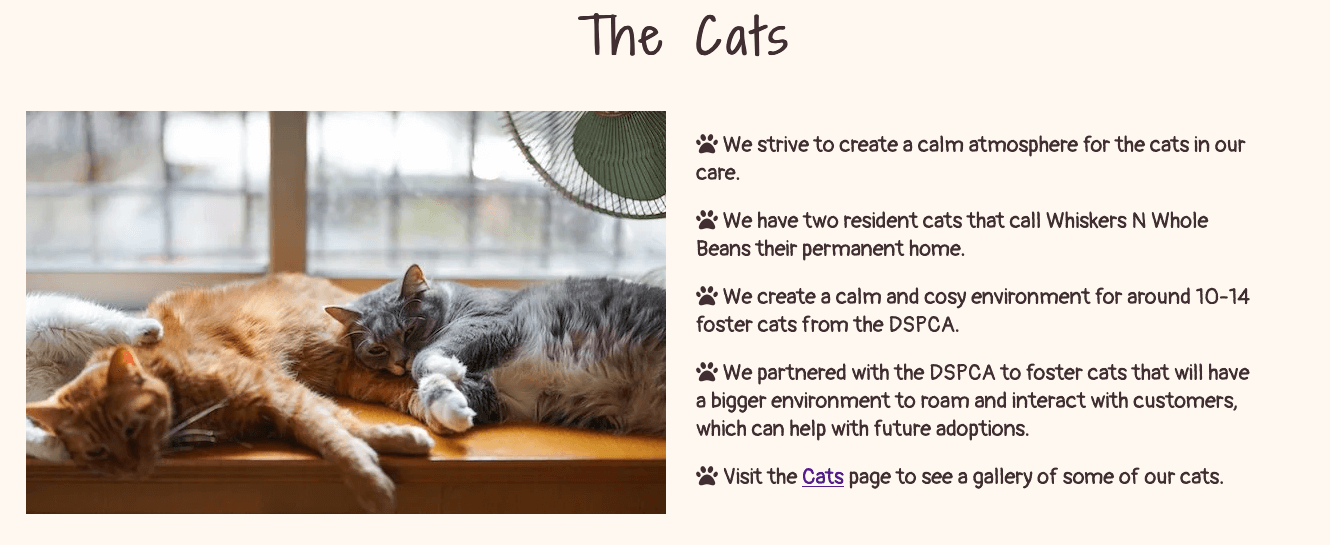 The Cats
We strive to create a calm atmosphere for the cats in our
care.
We have two resident cats that call Whiskers N Whole
Beans their permanent home.
We create a calm and cosy environment for around 10-14
foster cats from the DSPCA.
We partnered with the DSPCA to foster cats that will have
a bigger environment to roam and interact with customers,
which can help with future adoptions.
Visit the Cats page to see a gallery of some of our cats.